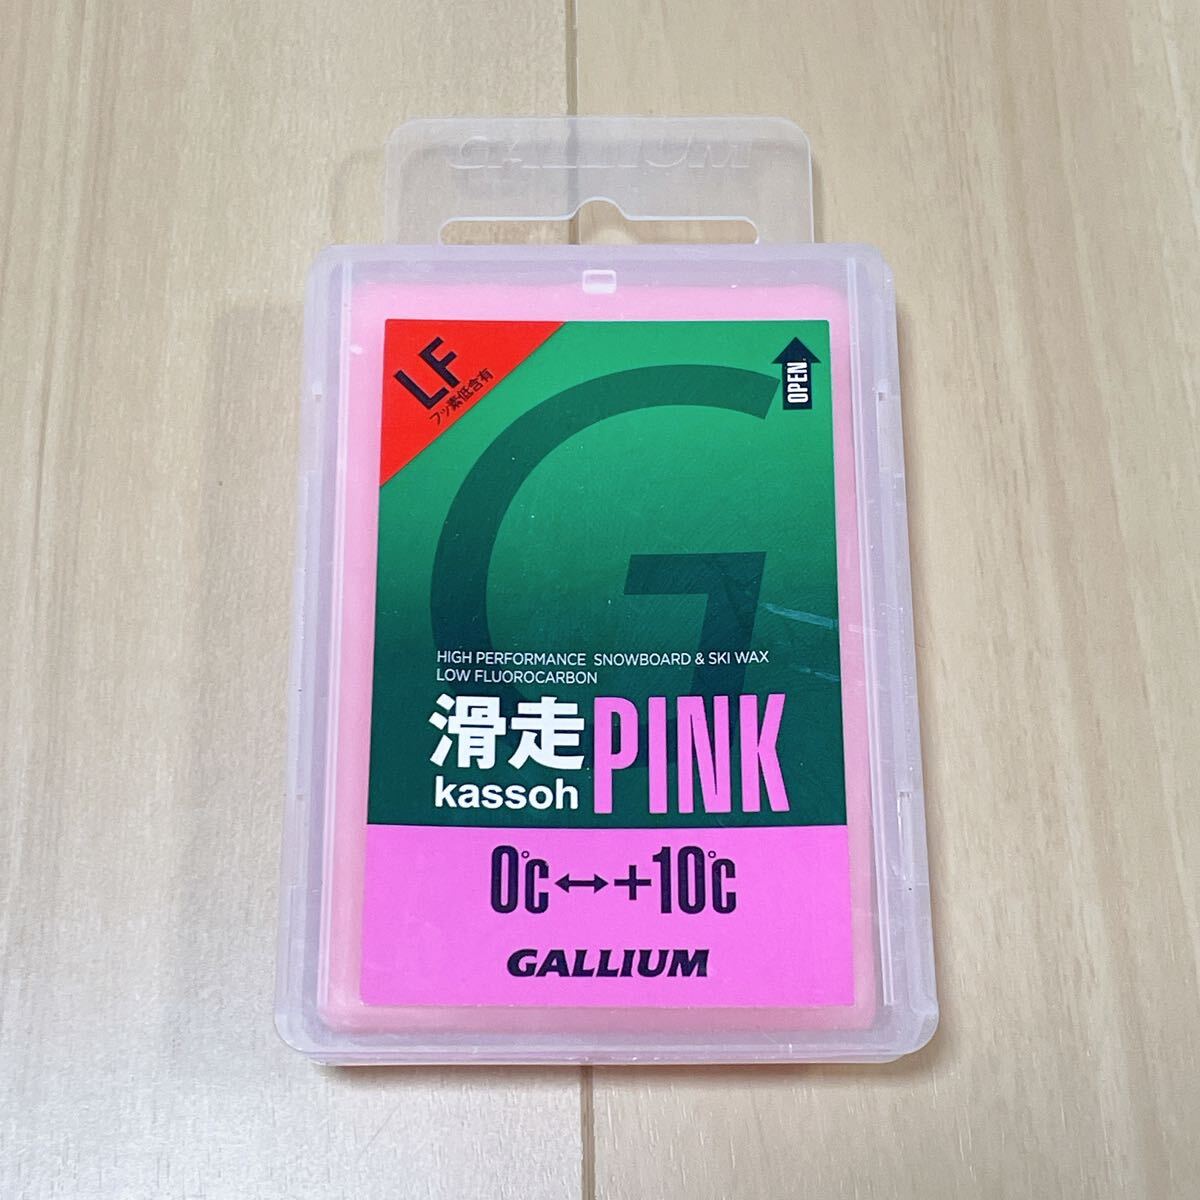 GALLIUM
LF
フッ素低含有
OPEN
G
HIGH PERFORMANCE SNOWBOARD & SKI WAX
LOW FLUOROCARBON
滑走 PINK
kassoh
0℃↔+10℃
GALLIUM